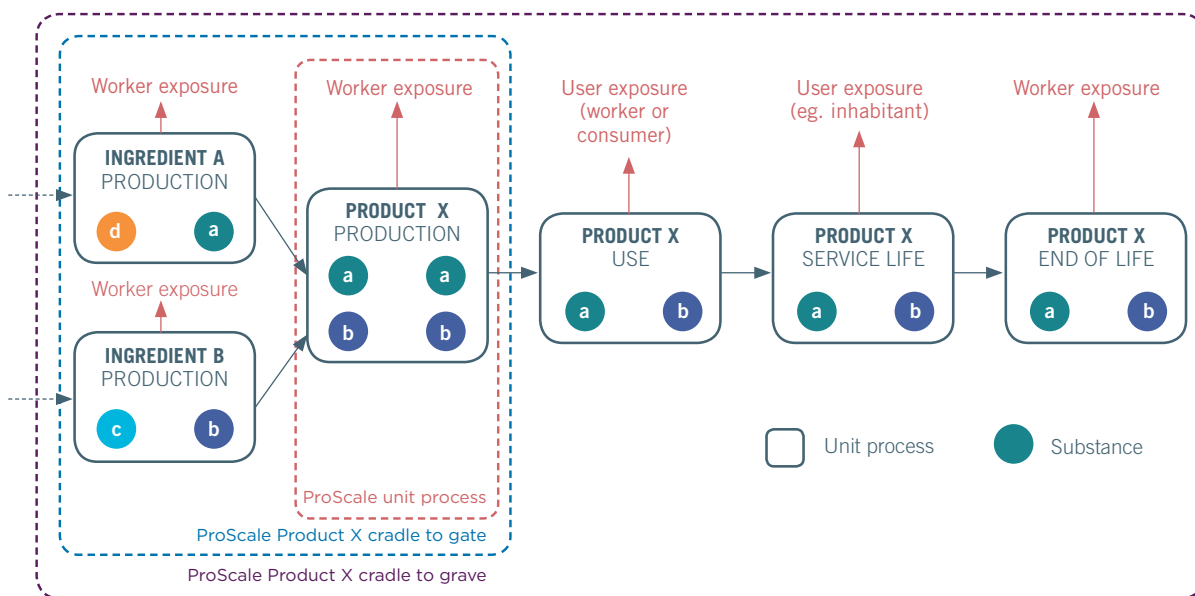 Worker exposure
INGREDIENT A
PRODUCTION
d
a
Worker exposure
INGREDIENT B
PRODUCTION
c
b
Worker exposure
PRODUCT X
PRODUCTION
a
a
b
b
User exposure
(worker or
consumer)
PRODUCT X
USE
a
b
User exposure
(eg. inhabitant)
PRODUCT X
SERVICE LIFE
a
b
Worker exposure
PRODUCT X
END OF LIFE
a
b
Unit process
Substance
ProScale unit process
ProScale Product X cradle to gate
ProScale Product X cradle to grave